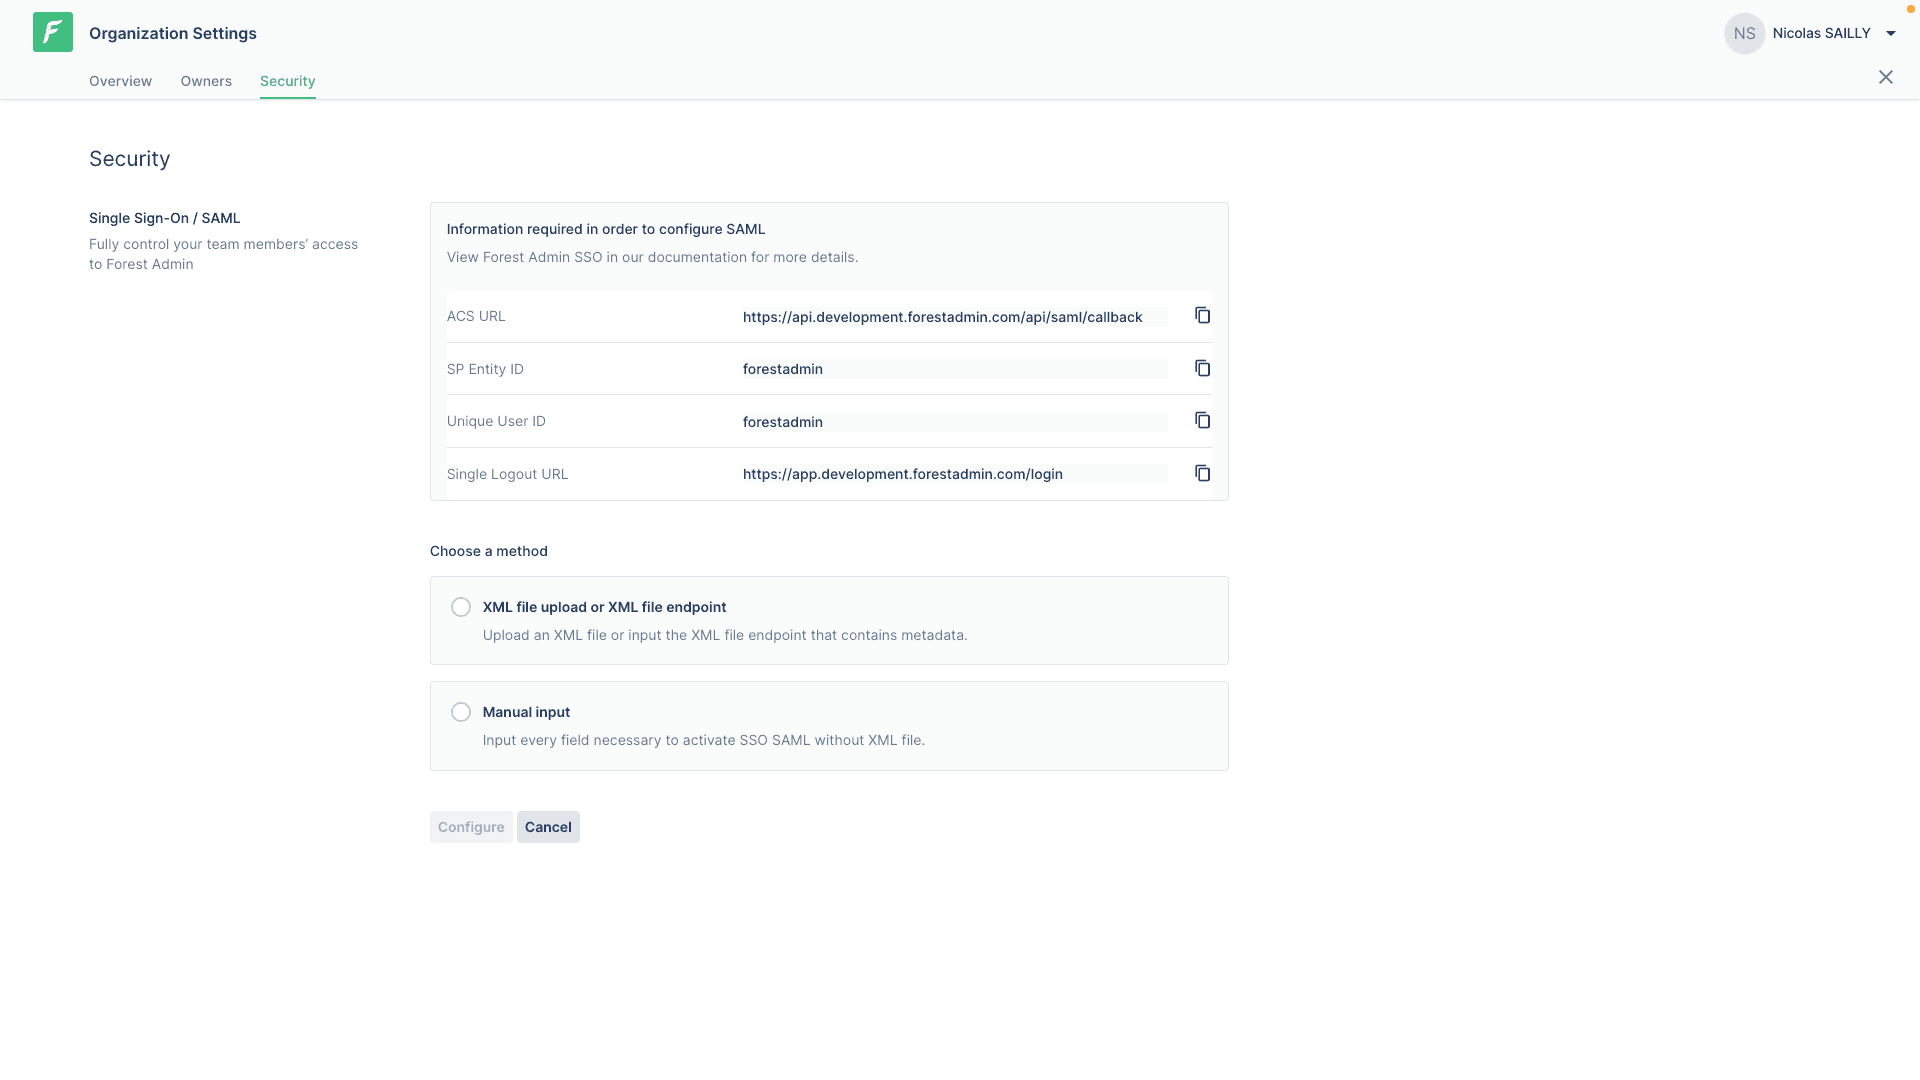 Organization Settings
NS
Nicolas SAILLY
Overview
Owners
Security
Security
Single Sign-On / SAML
Fully control your team members’ access
to Forest Admin
Information required in order to configure SAML
View Forest Admin SSO in our documentation for more details.
ACS URL
https://api.development.forestadmin.com/api/saml/callback
SP Entity ID
forestadmin
Unique User ID
forestadmin
Single Logout URL
https://app.development.forestadmin.com/login
Choose a method
XML file upload or XML file endpoint
Upload an XML file or input the XML file endpoint that contains metadata.
Manual input
Input every field necessary to activate SSO SAML without XML file.
Configure
Cancel